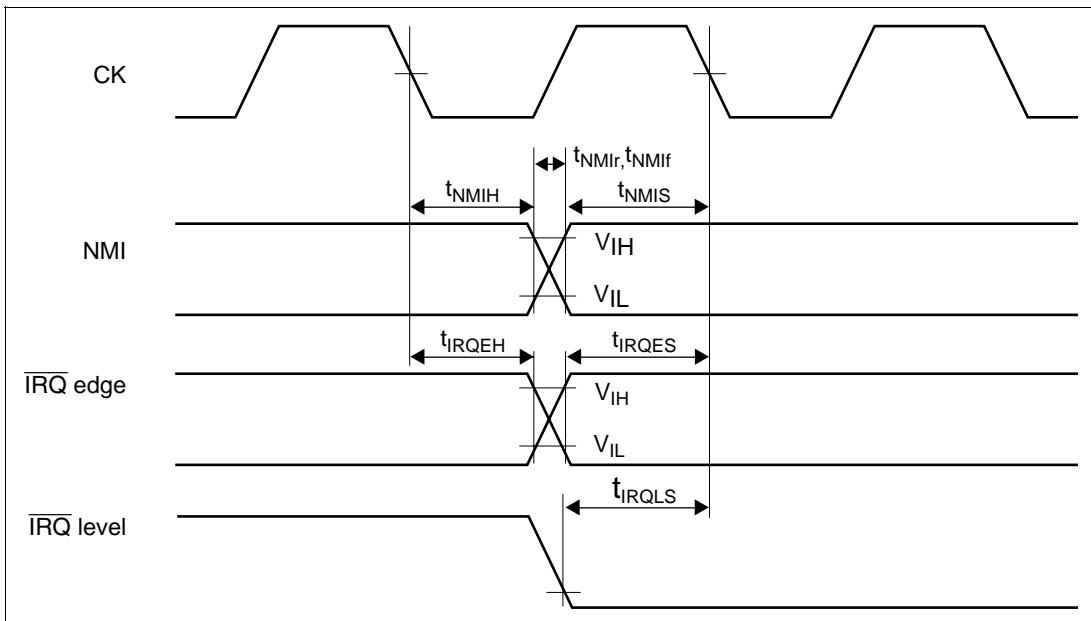 CK
tNMIr,tNMIf
tNMIH
tNMIS
NMI
VIH
VIL
tIRQEH
tIRQES
IRQ edge
VIH
VIL
tIRQLS
IRQ level